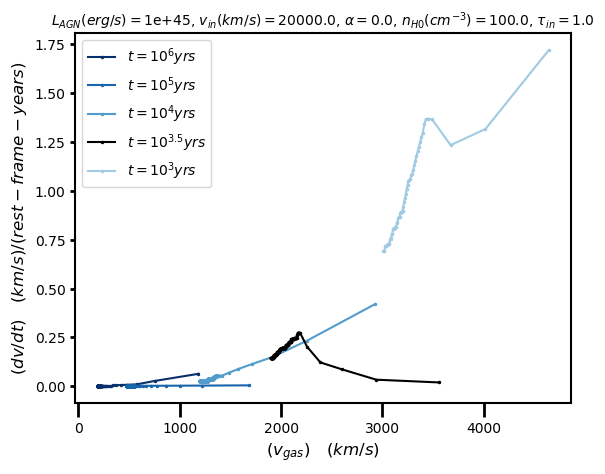 L_AGN(erg/s) = 1e+45, v_in(km/s) = 20000.0, α = 0.0, n_H0(cm^−3) = 100.0, τ_in = 1.0
1.75
1.50
1.25
1.00
0.75
0.50
0.25
0.00
(dv/dt) (km/s)/(rest − frame − years)
t = 10^6 yrs
t = 10^5 yrs
t = 10^4 yrs
t = 10^3.5 yrs
t = 10^3 yrs
0 1000 2000 3000 4000
(v_gas) (km/s)